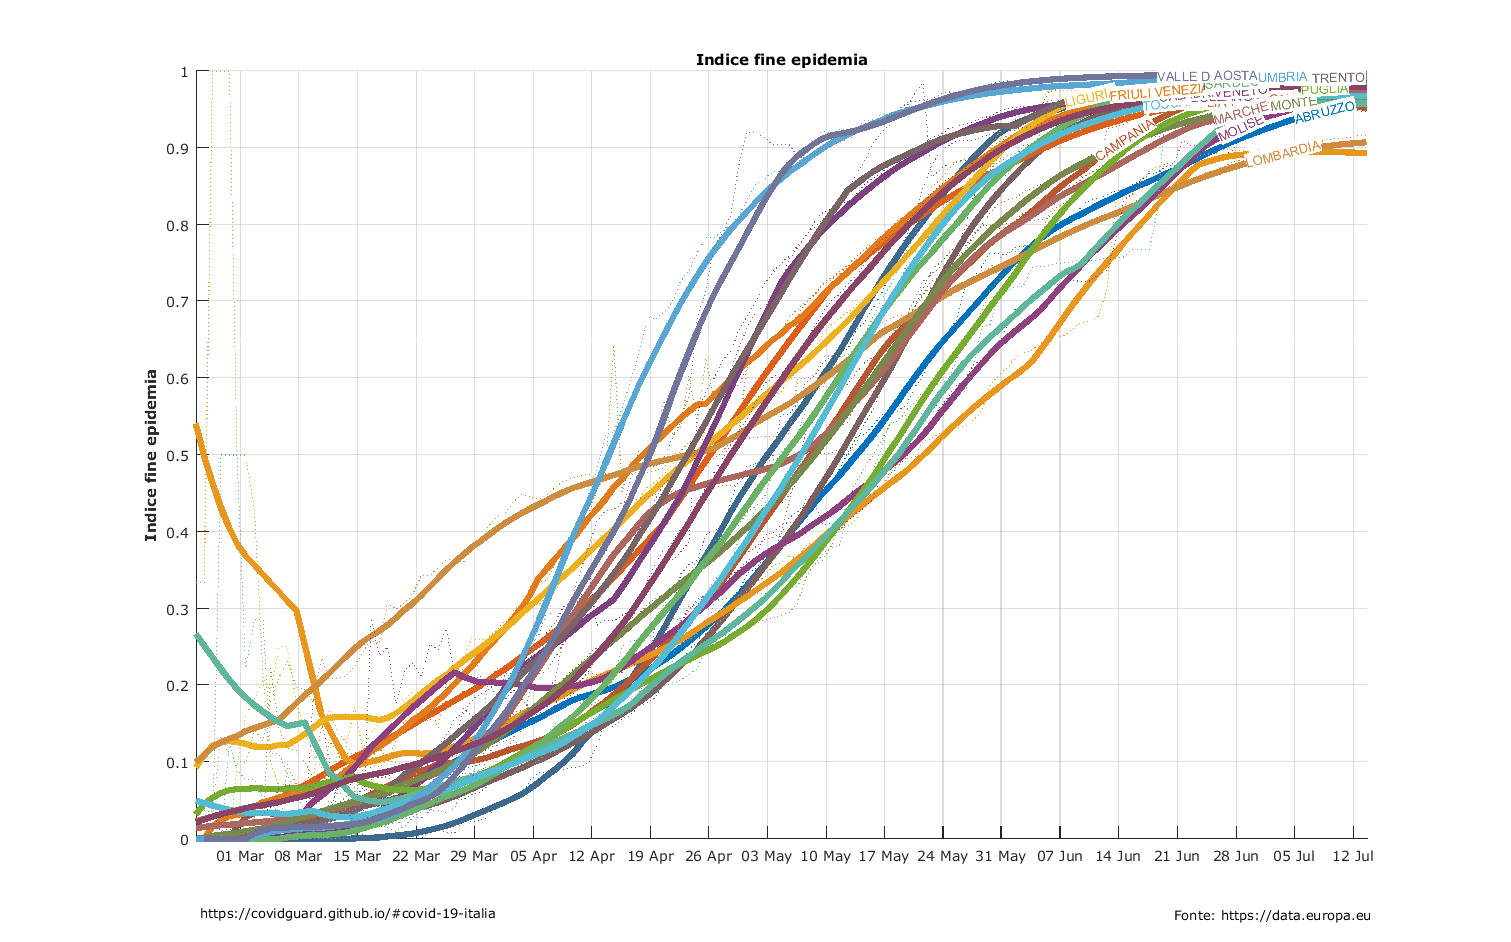 Indice fine epidemia
Indice fine epidemia
1
0.9
0.8
0.7
0.6
0.5
0.4
0.3
0.2
0.1
0
VALLE D AOSTA
UMBRIA
TRENTO
PUGLIA
LIGURI
FRIULI VENEZI
VENETO
MARCHE
MONTE
CAMPANIA
MOLISE
ABRUZZO
LOMBARDIA
01 Mar 08 Mar 15 Mar 22 Mar 29 Mar 05 Apr 12 Apr 19 Apr 26 Apr 03 May 10 May 17 May 24 May 31 May 07 Jun 14 Jun 21 Jun 28 Jun 05 Jul 12 Jul
https://covidguard.github.io/#covid-19-italia
Fonte: https://data.europa.eu